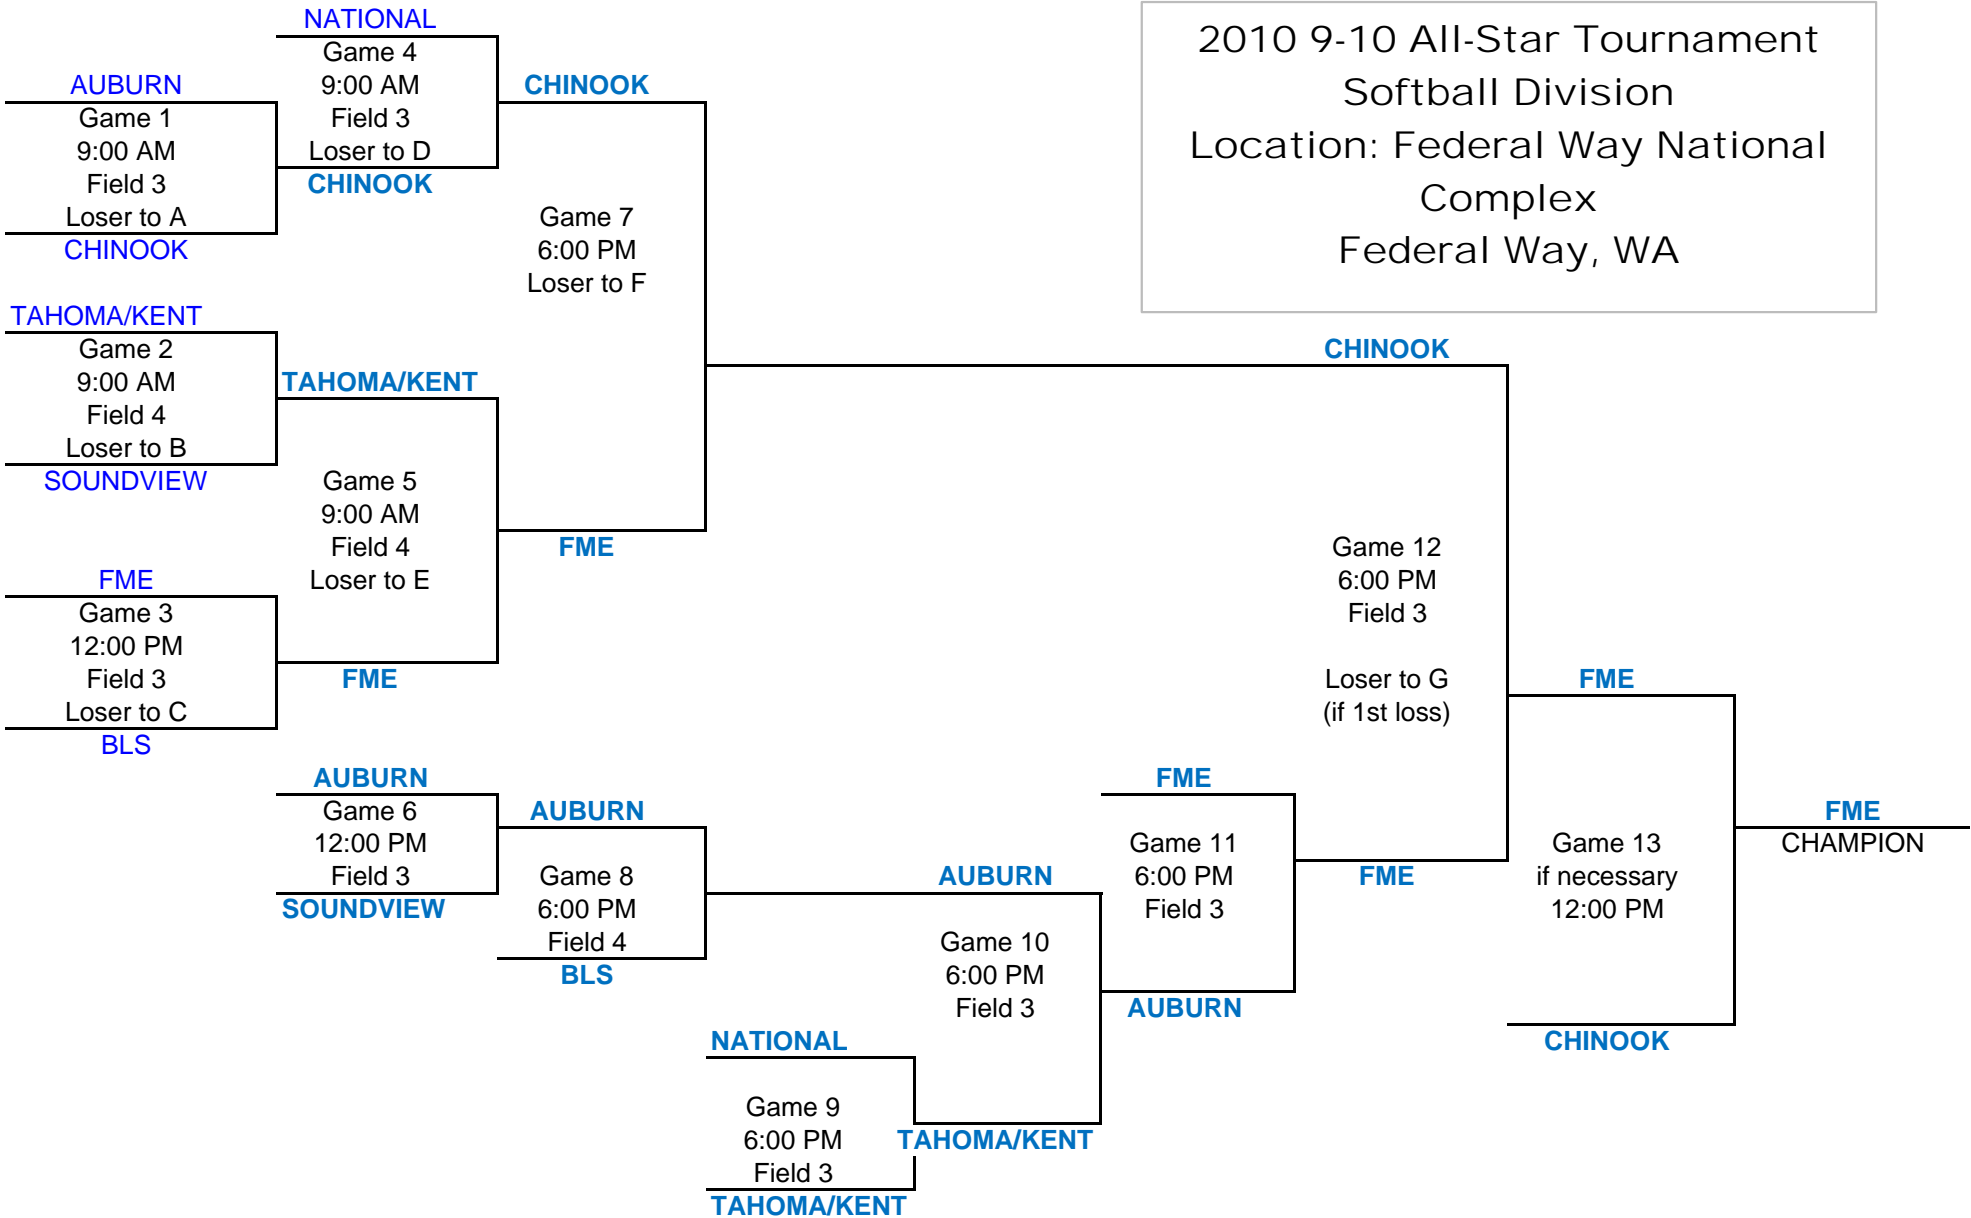 2010 9-10 All-Star Tournament
Softball Division
Location: Federal Way National
Complex
Federal Way, WA
NATIONAL
Game 4
9:00 AM
Field 3
Loser to D
CHINOOK
AUBURN
Game 1
9:00 AM
Field 3
Loser to A
CHINOOK
CHINOOK
Game 7
6:00 PM
Loser to F
FME
TAHOMA/KENT
Game 2
9:00 AM
Field 4
Loser to B
SOUNDVIEW
TAHOMA/KENT
Game 5
9:00 AM
Field 4
Loser to E
FME
FME
Game 3
12:00 PM
Field 3
Loser to C
BLS
CHINOOK
Game 12
6:00 PM
Field 3
Loser to G
(if 1st loss)
FME
AUBURN
Game 6
12:00 PM
Field 3
SOUNDVIEW
AUBURN
Game 8
6:00 PM
Field 4
BLS
AUBURN
Game 10
6:00 PM
Field 3
TAHOMA/KENT
NATIONAL
Game 9
6:00 PM
Field 3
TAHOMA/KENT
FME
Game 11
6:00 PM
Field 3
AUBURN
FME
Game 13
if necessary
12:00 PM
CHINOOK
FME
CHAMPION